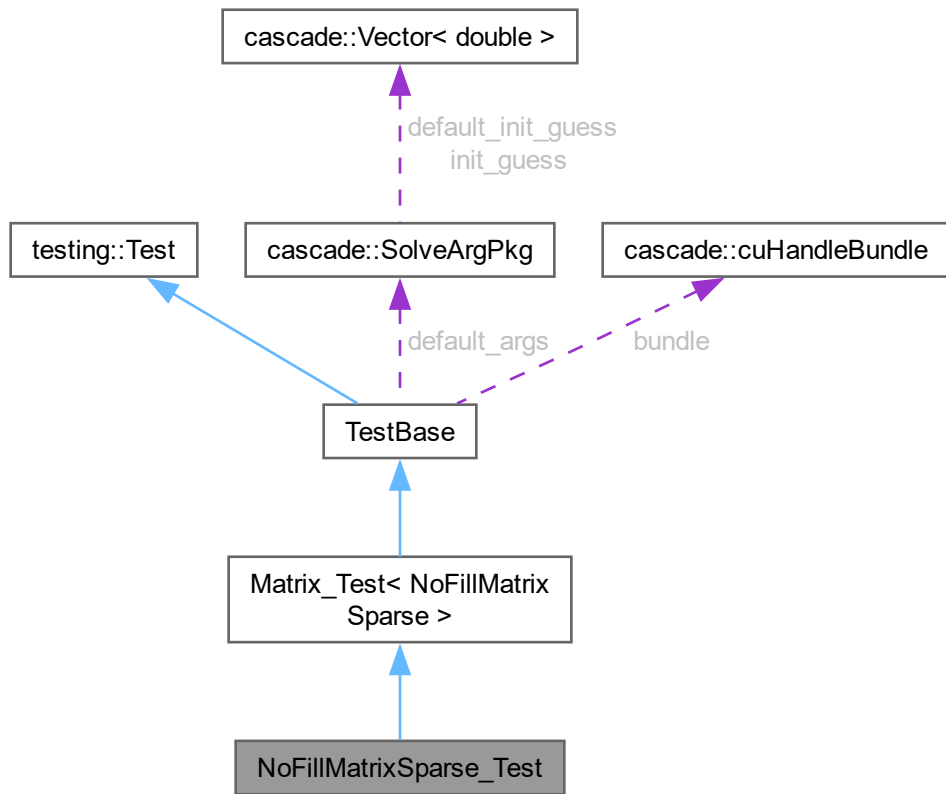 cascade::Vector< double >
default_init_guess
init_guess
testing::Test
cascade::SolveArgPkg
cascade::cuHandleBundle
default_args
bundle
TestBase
Matrix_Test< NoFillMatrix
Sparse >
NoFillMatrixSparse_Test